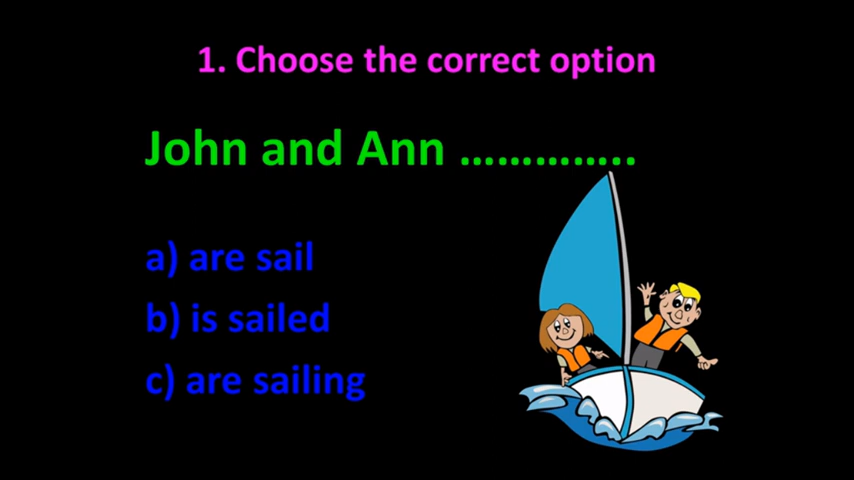 1. Choose the correct option
John and Ann …………..
a) are sail
b) is sailed
c) are sailing